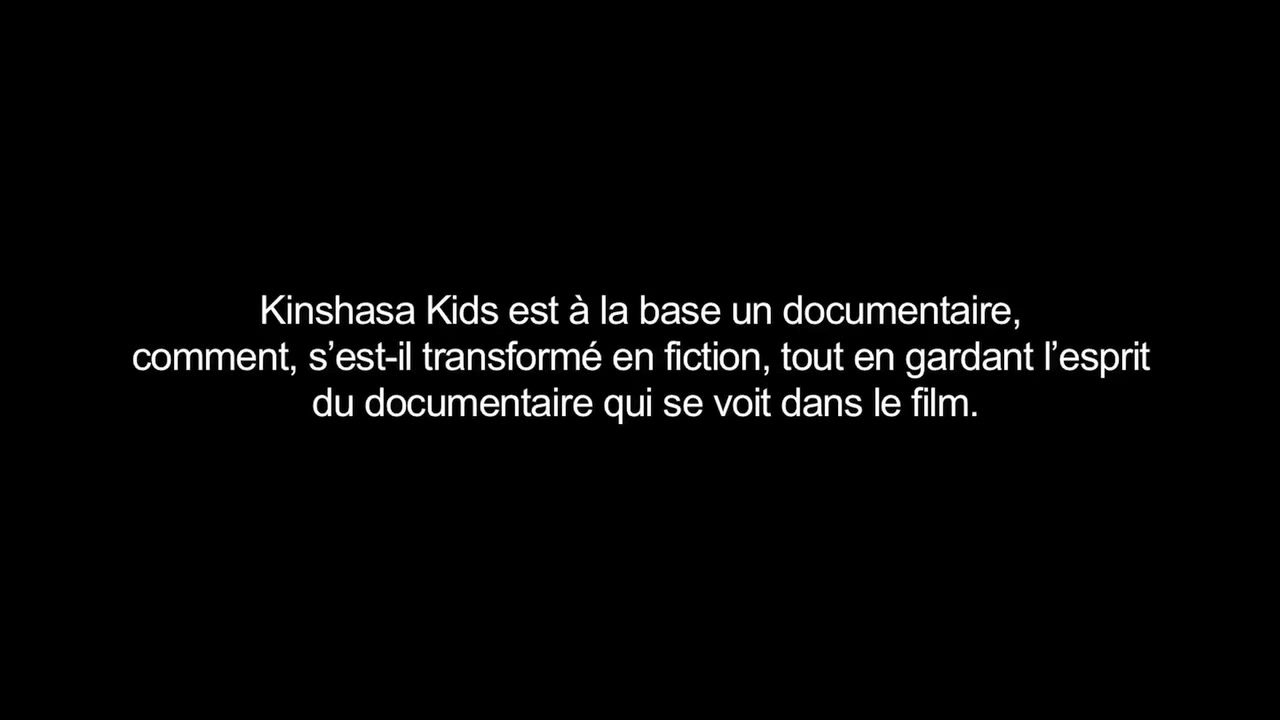 Kinshasa Kids est à la base un documentaire,
comment, s’est-il transformé en fiction, tout en gardant l’esprit
du documentaire qui se voit dans le film.